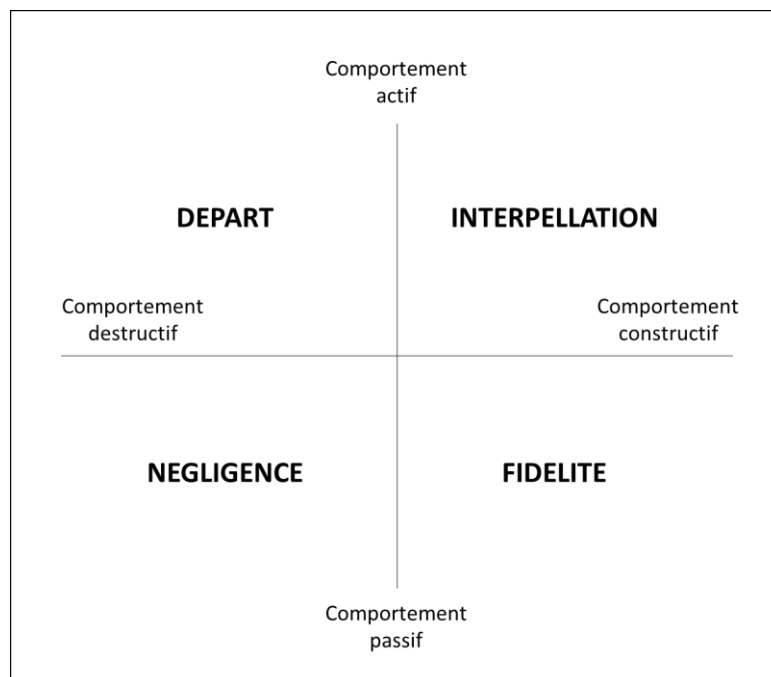 Comportement
actif
DEPART
INTERPELLATION
Comportement
destructif
Comportement
constructif
NEGLIGENCE
FIDELITE
Comportement
passif